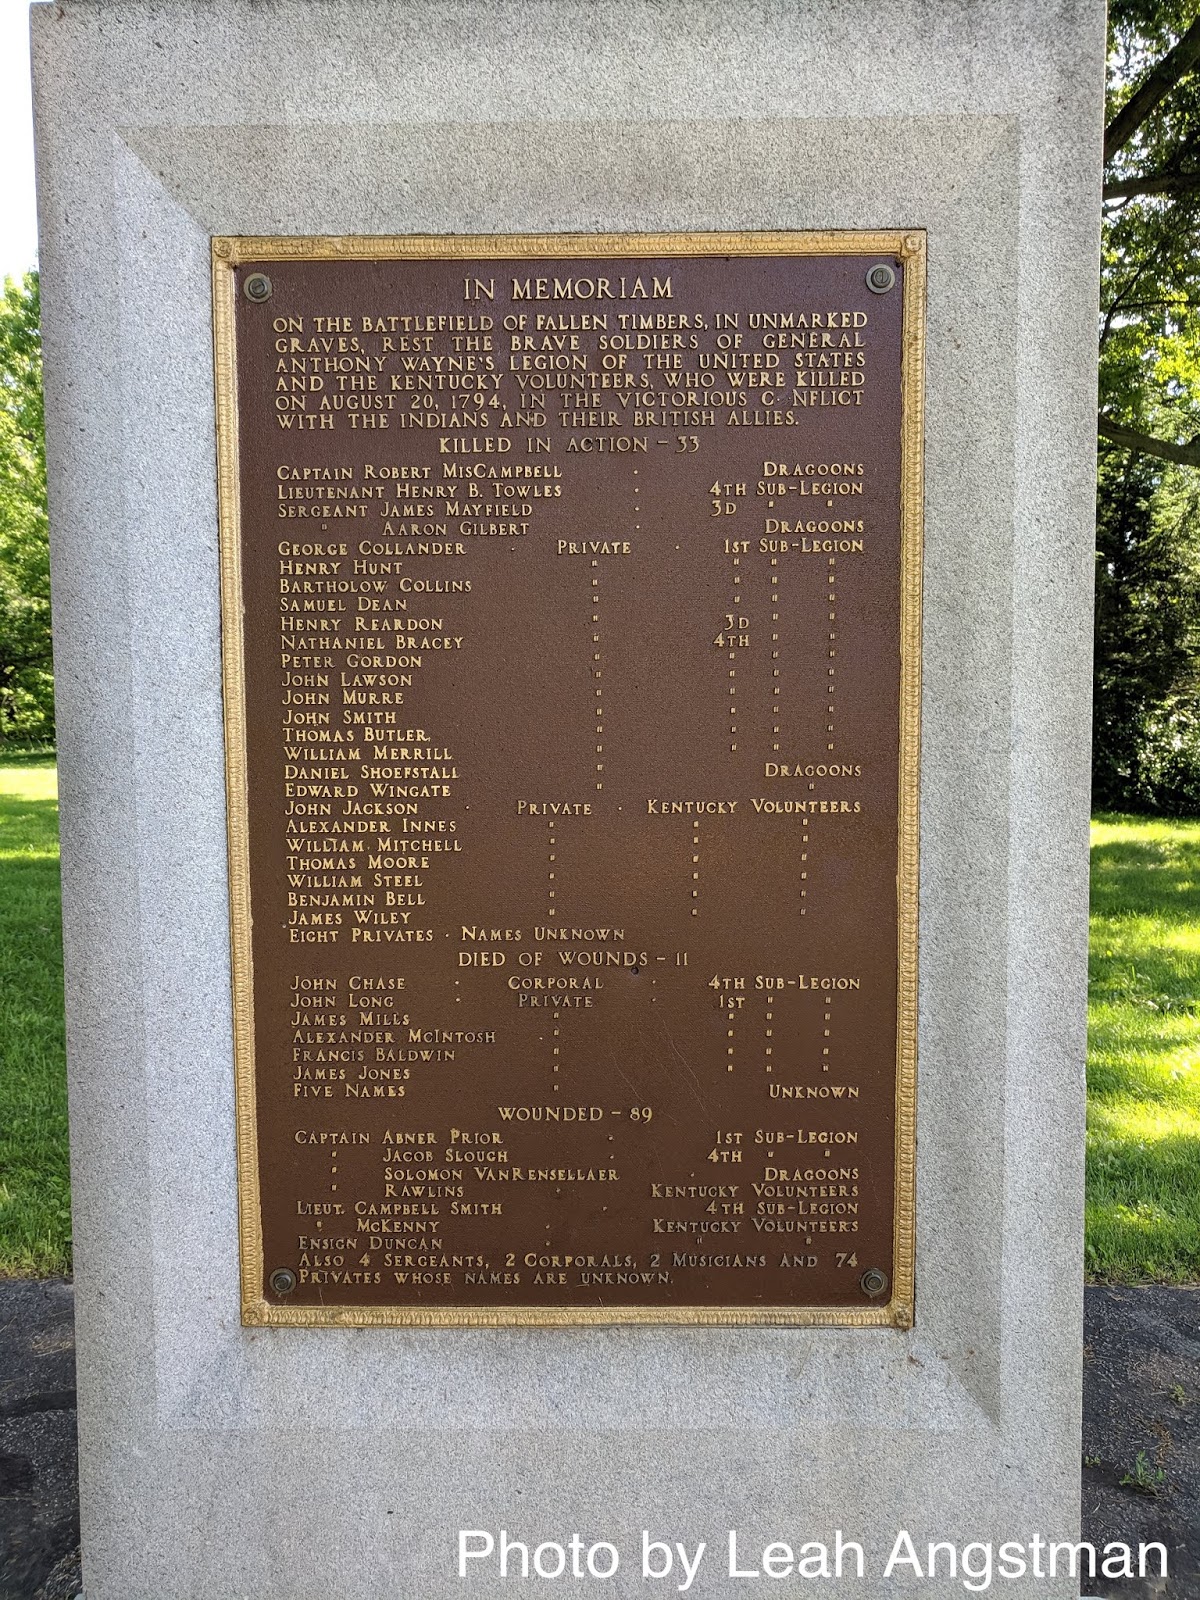 IN MEMORIAM
ON THE BATTLEFIELD OF FALLEN TIMBERS, IN UNMARKED
GRAVES, REST THE BRAVE SOLDIERS OF GENERAL
ANTHONY WAYNE'S LEGION OF THE UNITED STATES
AND THE KENTUCKY VOLUNTEERS, WHO WERE KILLED
ON AUGUST 20, 1794, IN THE VICTORIOUS C NFLICT
WITH THE INDIANS AND THEIR BRITISH ALLIES.
KILLED IN ACTION - 33
CAPTAIN ROBERT MISCAMPBELL · DRAGOONS
LIEUTENANT HENRY B. TOWLES · 4TH SUB-LEGION
SERGEANT JAMES MAYFIELD · 3D " "
" AARON GILBERT · DRAGOONS
GEORGE COLLANDER · PRIVATE · 1ST SUB-LEGION
HENRY HUNT " " " "
BARTHOLOW COLLINS " " " "
SAMUEL DEAN " " " "
HENRY REARDON " 3D " "
NATHANIEL BRACEY " 4TH " "
PETER GORDON " " " "
JOHN LAWSON " " " "
JOHN MURRE " " " "
JOHN SMITH " " " "
THOMAS BUTLER " " " "
WILLIAM MERRILL " " " "
DANIEL SHOEFSTALL " DRAGOONS
EDWARD WINGATE " "
JOHN JACKSON · PRIVATE · KENTUCKY VOLUNTEERS
ALEXANDER INNES " " "
WILLIAM MITCHELL " " "
THOMAS MOORE " " "
WILLIAM STEEL " " "
BENJAMIN BELL " " "
JAMES WILEY " " "
EIGHT PRIVATES · NAMES UNKNOWN
DIED OF WOUNDS - 11
JOHN CHASE · CORPORAL · 4TH SUB-LEGION
JOHN LONG · PRIVATE · 1ST " "
JAMES MILLS " " " "
ALEXANDER MCINTOSH " " " "
FRANCIS BALDWIN " " " "
JAMES JONES " " " "
FIVE NAMES " UNKNOWN
WOUNDED - 89
CAPTAIN ABNER PRIOR · 1ST SUB-LEGION
" JACOB SLOUGH · 4TH " "
" SOLOMON VANRENSELLAER · DRAGOONS
" RAWLINS · KENTUCKY VOLUNTEERS
LIEUT. CAMPBELL SMITH · 4TH SUB-LEGION
" MCKENNY · KENTUCKY VOLUNTEERS
ENSIGN DUNCAN · " "
ALSO 4 SERGEANTS, 2 CORPORALS, 2 MUSICIANS AND 74
PRIVATES WHOSE NAMES ARE UNKNOWN.
Photo by Leah Angstman